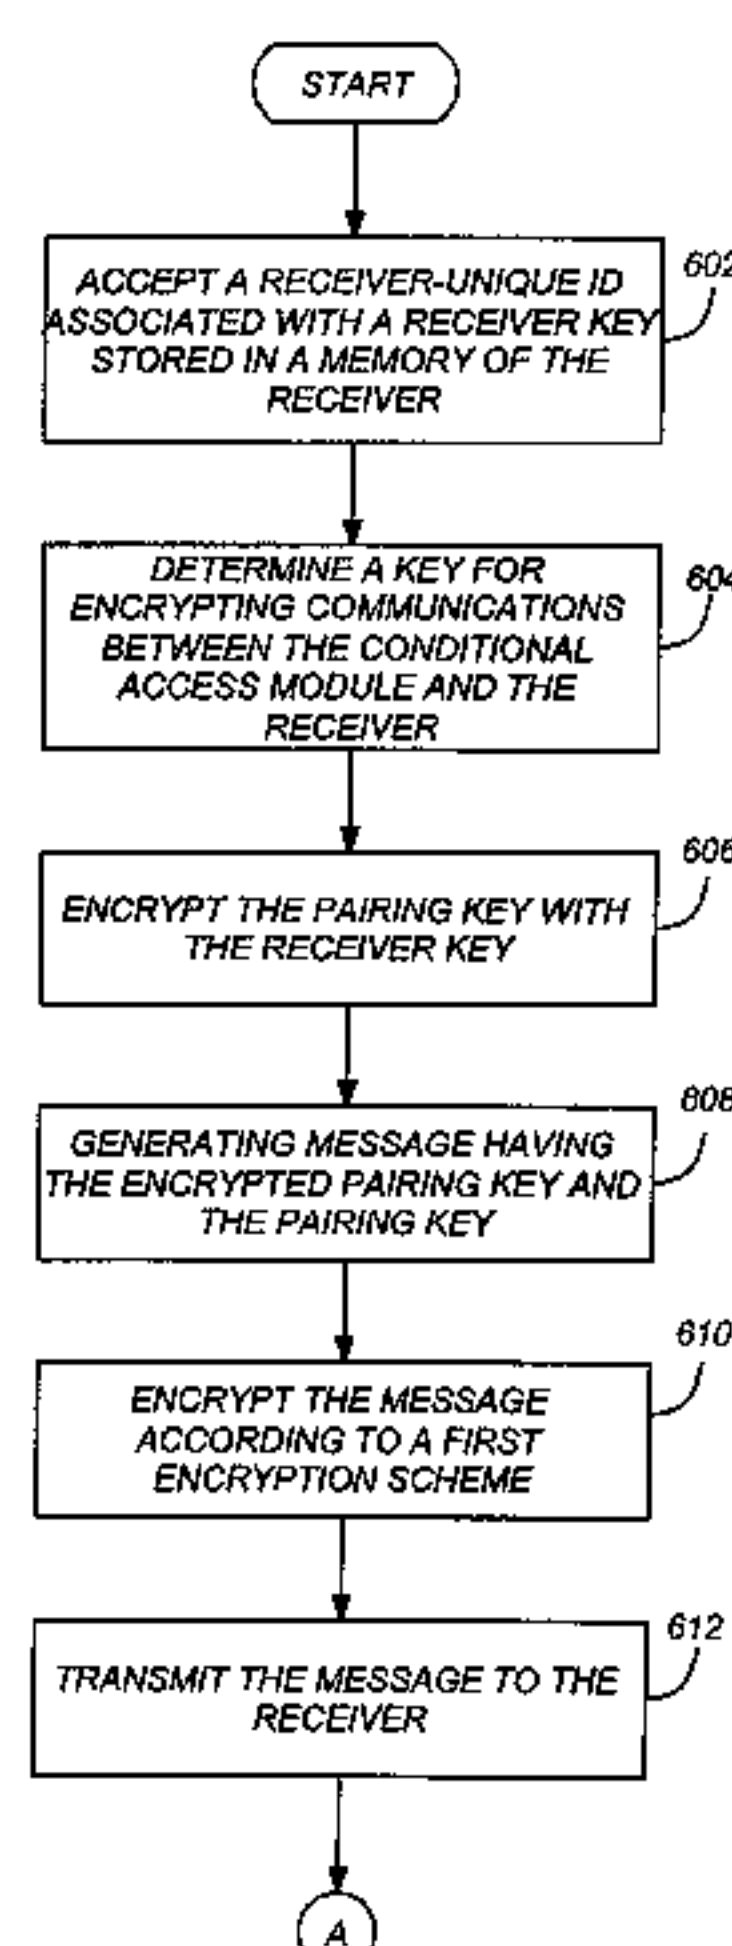 START
602
ACCEPT A RECEIVER-UNIQUE ID
ASSOCIATED WITH A RECEIVER KEY
STORED IN A MEMORY OF THE
RECEIVER
604
DETERMINE A KEY FOR
ENCRYPTING COMMUNICATIONS
BETWEEN THE CONDITIONAL
ACCESS MODULE AND THE
RECEIVER
606
ENCRYPT THE PAIRING KEY WITH
THE RECEIVER KEY
608
GENERATING MESSAGE HAVING
THE ENCRYPTED PAIRING KEY AND
THE PAIRING KEY
610
ENCRYPT THE MESSAGE
ACCORDING TO A FIRST
ENCRYPTION SCHEME
612
TRANSMIT THE MESSAGE TO THE
RECEIVER
A